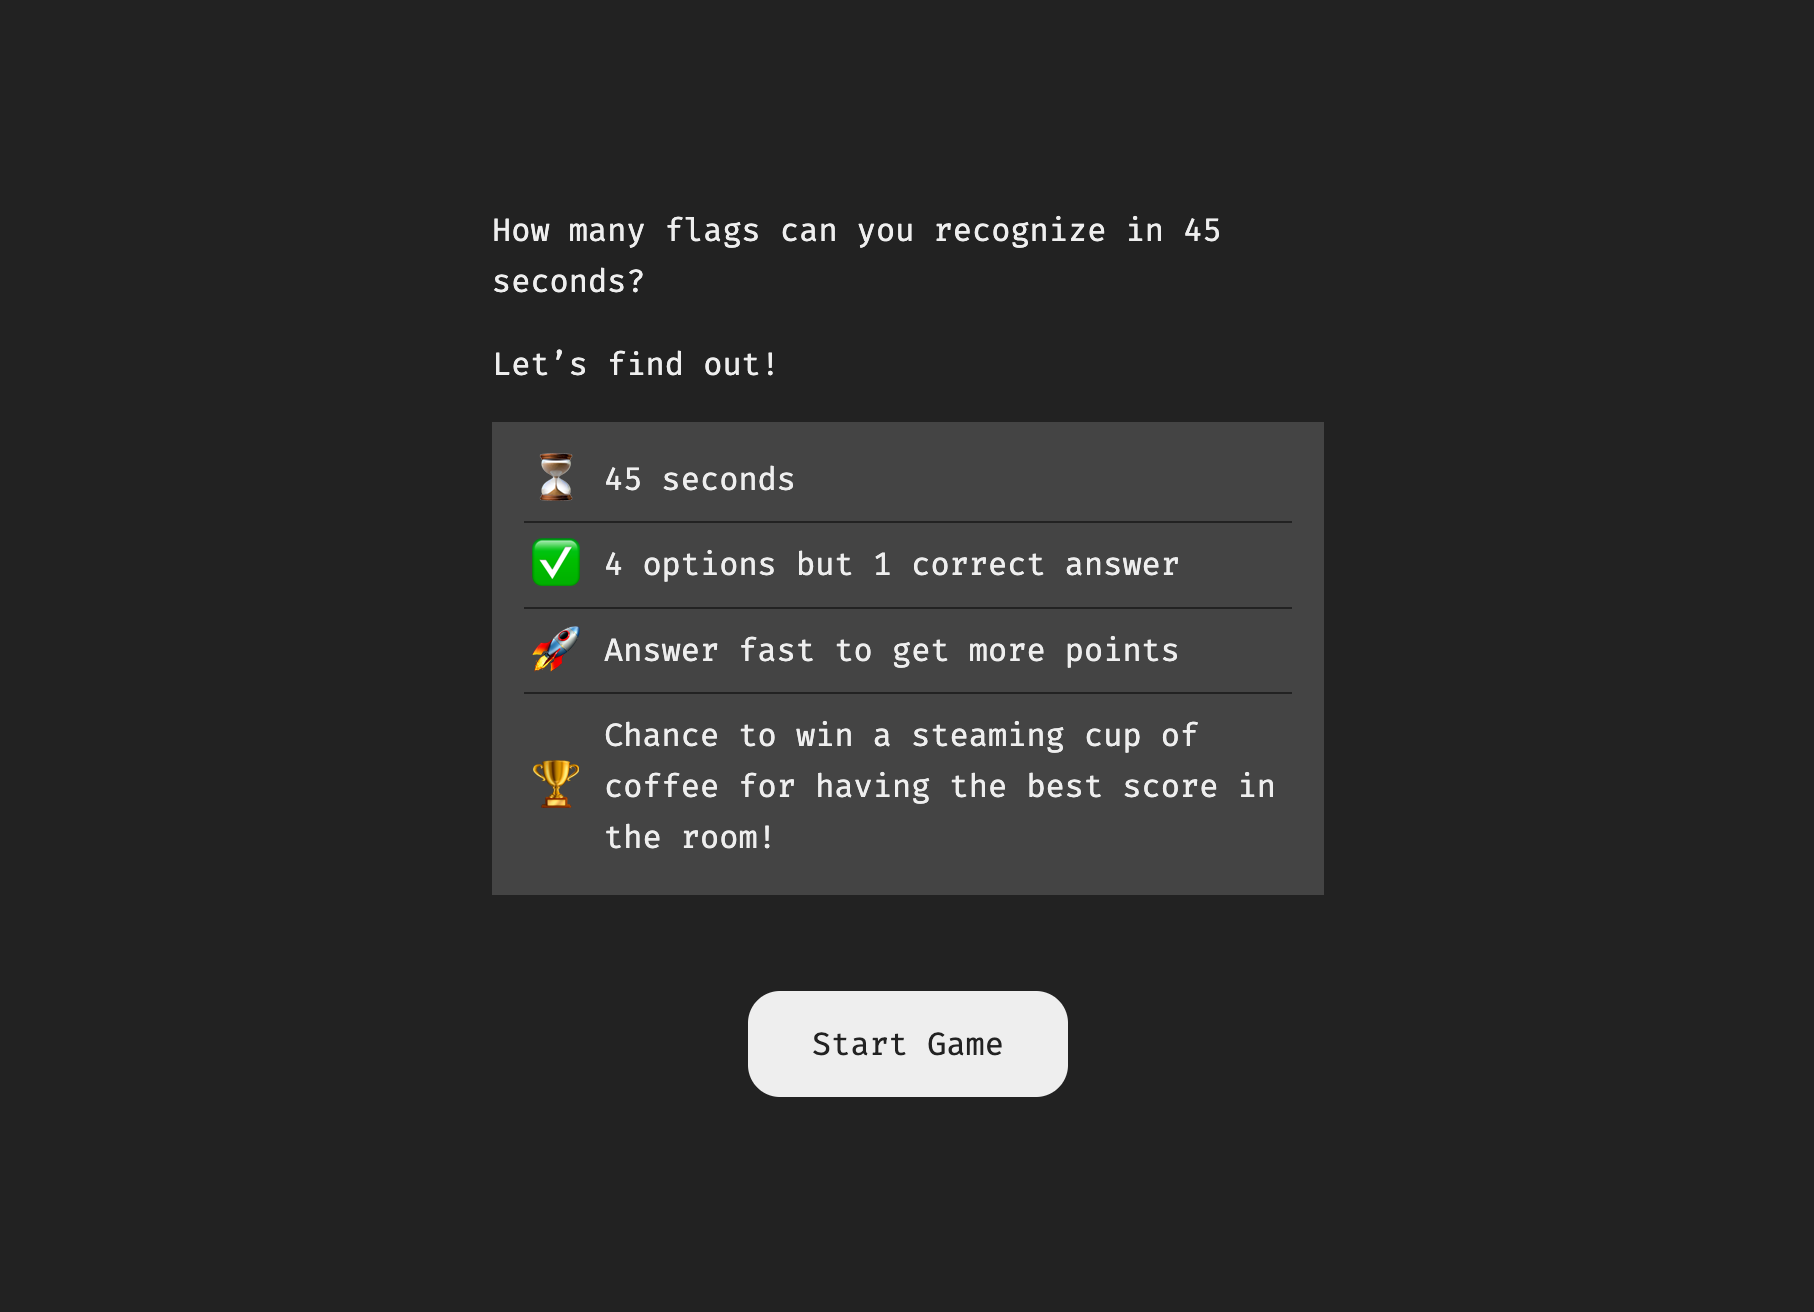 How many flags can you recognize in 45
seconds?
Let’s find out!
45 seconds
4 options but 1 correct answer
Answer fast to get more points
Chance to win a steaming cup of
coffee for having the best score in
the room!
Start Game